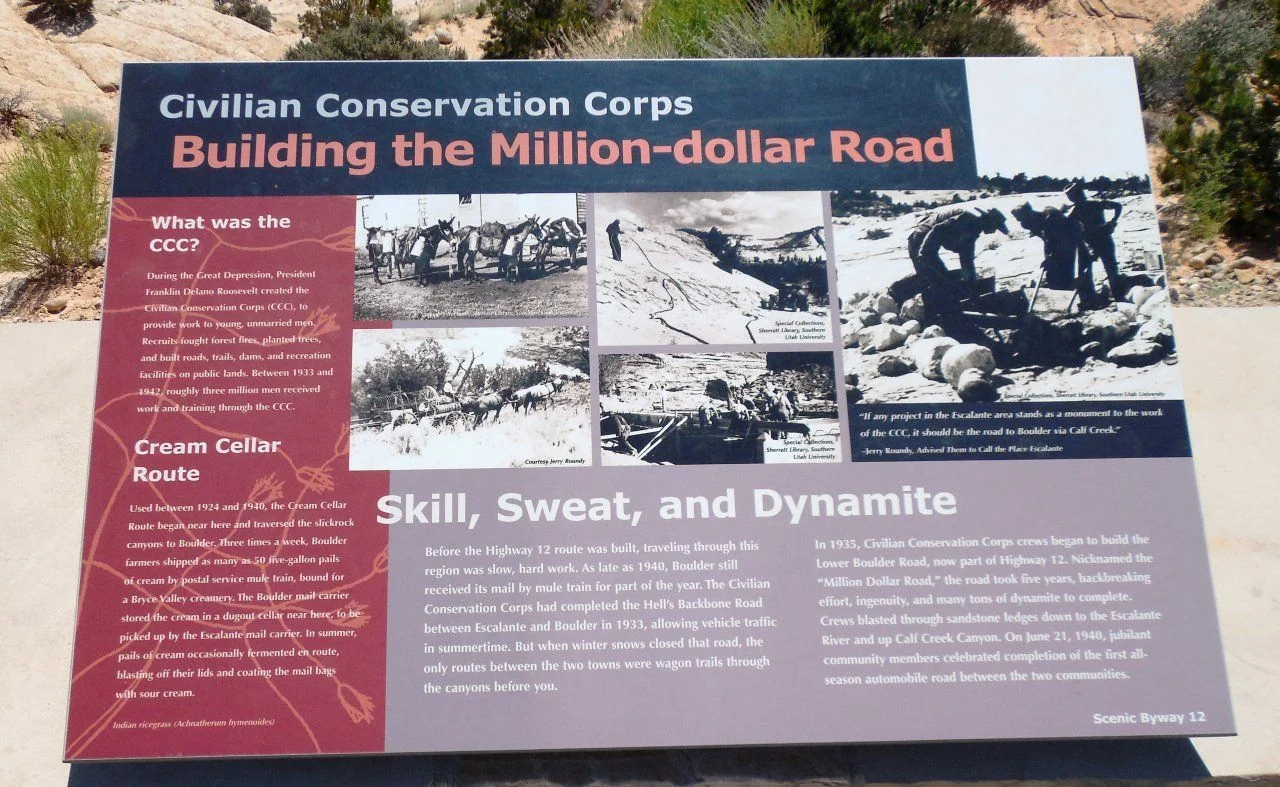 Civilian Conservation Corps
Building the Million-dollar Road
What was the
CCC?
During the Great Depression, President
Franklin Delano Roosevelt created the
Civilian Conservation Corps (CCC), to
provide work to young, unmarried men.
Recruits fought forest fires, planted trees,
and built roads, trails, dams, and recreation
facilities on public lands. Between 1933 and
1942, roughly three million men received
work and training through the CCC.
Cream Cellar
Route
Used between 1924 and 1940, the Cream Cellar
Route began near here and traversed the slickrock
canyons to Boulder. Three times a week, Boulder
farmers shipped as many as 50 five-gallon pails
of cream by postal service mule train, bound for
a Bryce Valley creamery. The Boulder mail carrier
stored the cream in a dugout cellar near here, to be
picked up by the Escalante mail carrier. In summer,
pails of cream occasionally fermented en route,
blasting off their lids and coating the mail bags
with sour cream.
Indian ricegrass (Achnatherum hymenoides)
Special Collections,
Sherratt Library, Southern
Utah University
Courtesy Jerry Roundy
Special Collections,
Sherratt Library, Southern
Utah University
Special Collections, Sherratt Library, Southern Utah University
"If any project in the Escalante area stands as a monument to the work
of the CCC, it should be the road to Boulder via Calf Creek."
–Jerry Roundy, Advised Them to Call the Place Escalante
Skill, Sweat, and Dynamite
Before the Highway 12 route was built, traveling through this
region was slow, hard work. As late as 1940, Boulder still
received its mail by mule train for part of the year. The Civilian
Conservation Corps had completed the Hell's Backbone Road
between Escalante and Boulder in 1933, allowing vehicle traffic
in summertime. But when winter snows closed that road, the
only routes between the two towns were wagon trails through
the canyons before you.
In 1935, Civilian Conservation Corps crews began to build the
Lower Boulder Road, now part of Highway 12. Nicknamed the
"Million Dollar Road," the road took five years, backbreaking
effort, ingenuity, and many tons of dynamite to complete.
Crews blasted through sandstone ledges down to the Escalante
River and up Calf Creek Canyon. On June 21, 1940, jubilant
community members celebrated completion of the first all-
season automobile road between the two communities.
Scenic Byway 12